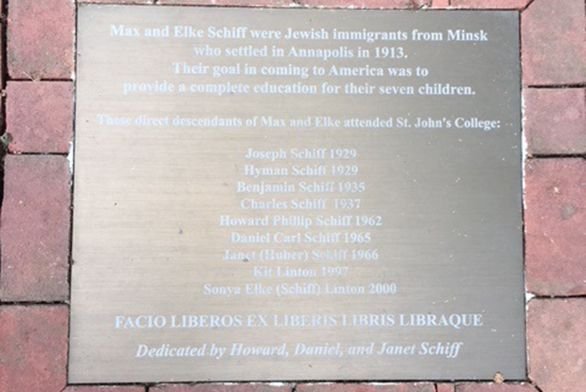 Max and Elke Schiff were Jewish immigrants from Minsk
who settled in Annapolis in 1913.
Their goal in coming to America was to
provide a complete education for their seven children.
These direct descendants of Max and Elke attended St. John's College:
Joseph Schiff 1929
Hyman Schiff 1929
Benjamin Schiff 1935
Charles Schiff 1937
Howard Phillip Schiff 1962
Daniel Carl Schiff 1965
Janet (Huber) Schiff 1966
Kit Linton 1997
Sonya Elke (Schiff) Linton 2000
FACIO LIBEROS EX LIBERIS LIBRIS LIBRAQUE
Dedicated by Howard, Daniel, and Janet Schiff